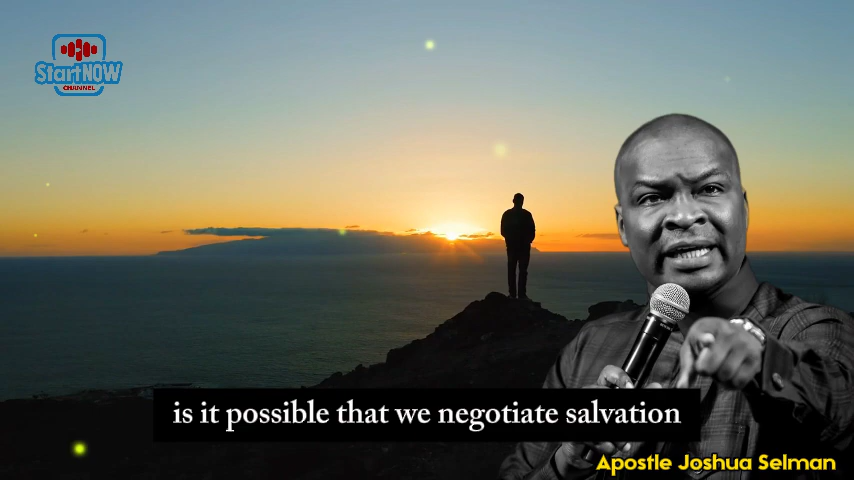 StartNOW
CHANNEL
is it possible that we negotiate salvation
Apostle Joshua Selman